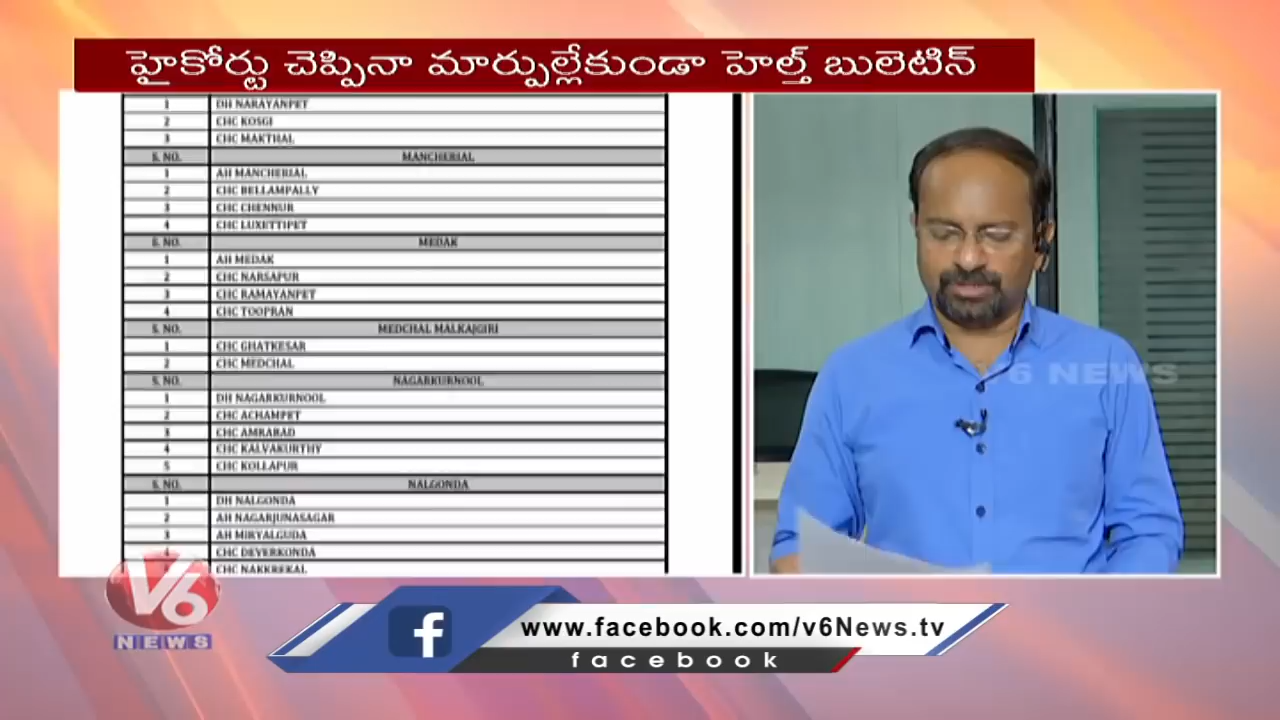 హైకోర్టు చెప్పినా మార్పుల్లేకుండా హెల్త్ బులెటిన్
1 DH NARAYANPET
2 CHC KOSGI
3 CHC MAKTHAL
S. NO. MANCHERIAL
1 AH MANCHERIAL
2 CHC BELLAMPALLY
3 CHC CHENNUR
4 CHC LUXETTIPET
S. NO. MEDAK
1 AH MEDAK
2 CHC NARSAPUR
3 CHC RAMAYANPET
4 CHC TOOPRAN
S. NO. MEDCHAL MALKAJGIRI
1 CHC GHATKESAR
2 CHC MEDCHAL
S. NO. NAGARKURNOOL
1 DH NAGARKURNOOL
2 CHC ACHAMPET
3 CHC AMRABAD
4 CHC KALVAKURTHY
5 CHC KOLLAPUR
S. NO. NALGONDA
1 DH NALGONDA
2 AH NAGARJUNASAGAR
3 AH MIRYALGUDA
4 CHC DEVERKONDA
CHC NAKKREKAL
V6 NEWS
V6
NEWS
www.facebook.com/v6News.tv
facebook